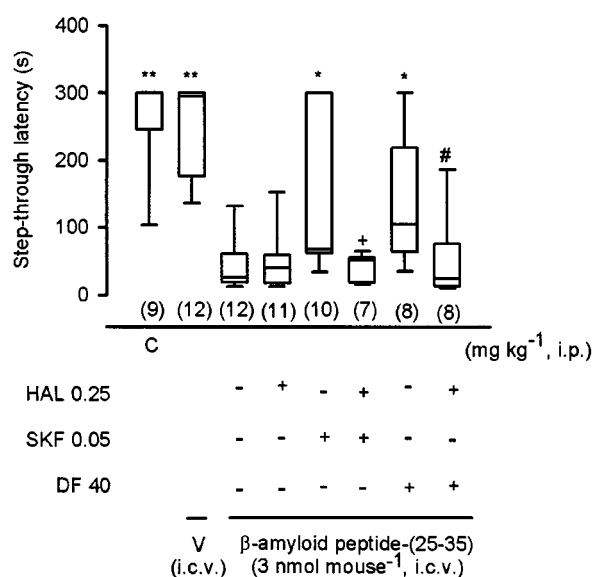 Step-through latency (s)
400
300
200
100
0
** ** * * # +
(9) (12) (12) (11) (10) (7) (8) (8)
C (mg kg⁻¹, i.p.)
HAL 0.25 - + - + - +
SKF 0.05 - - + + - -
DF 40 - - - - + +
V β-amyloid peptide-(25-35)
(i.c.v.) (3 nmol mouse⁻¹, i.c.v.)